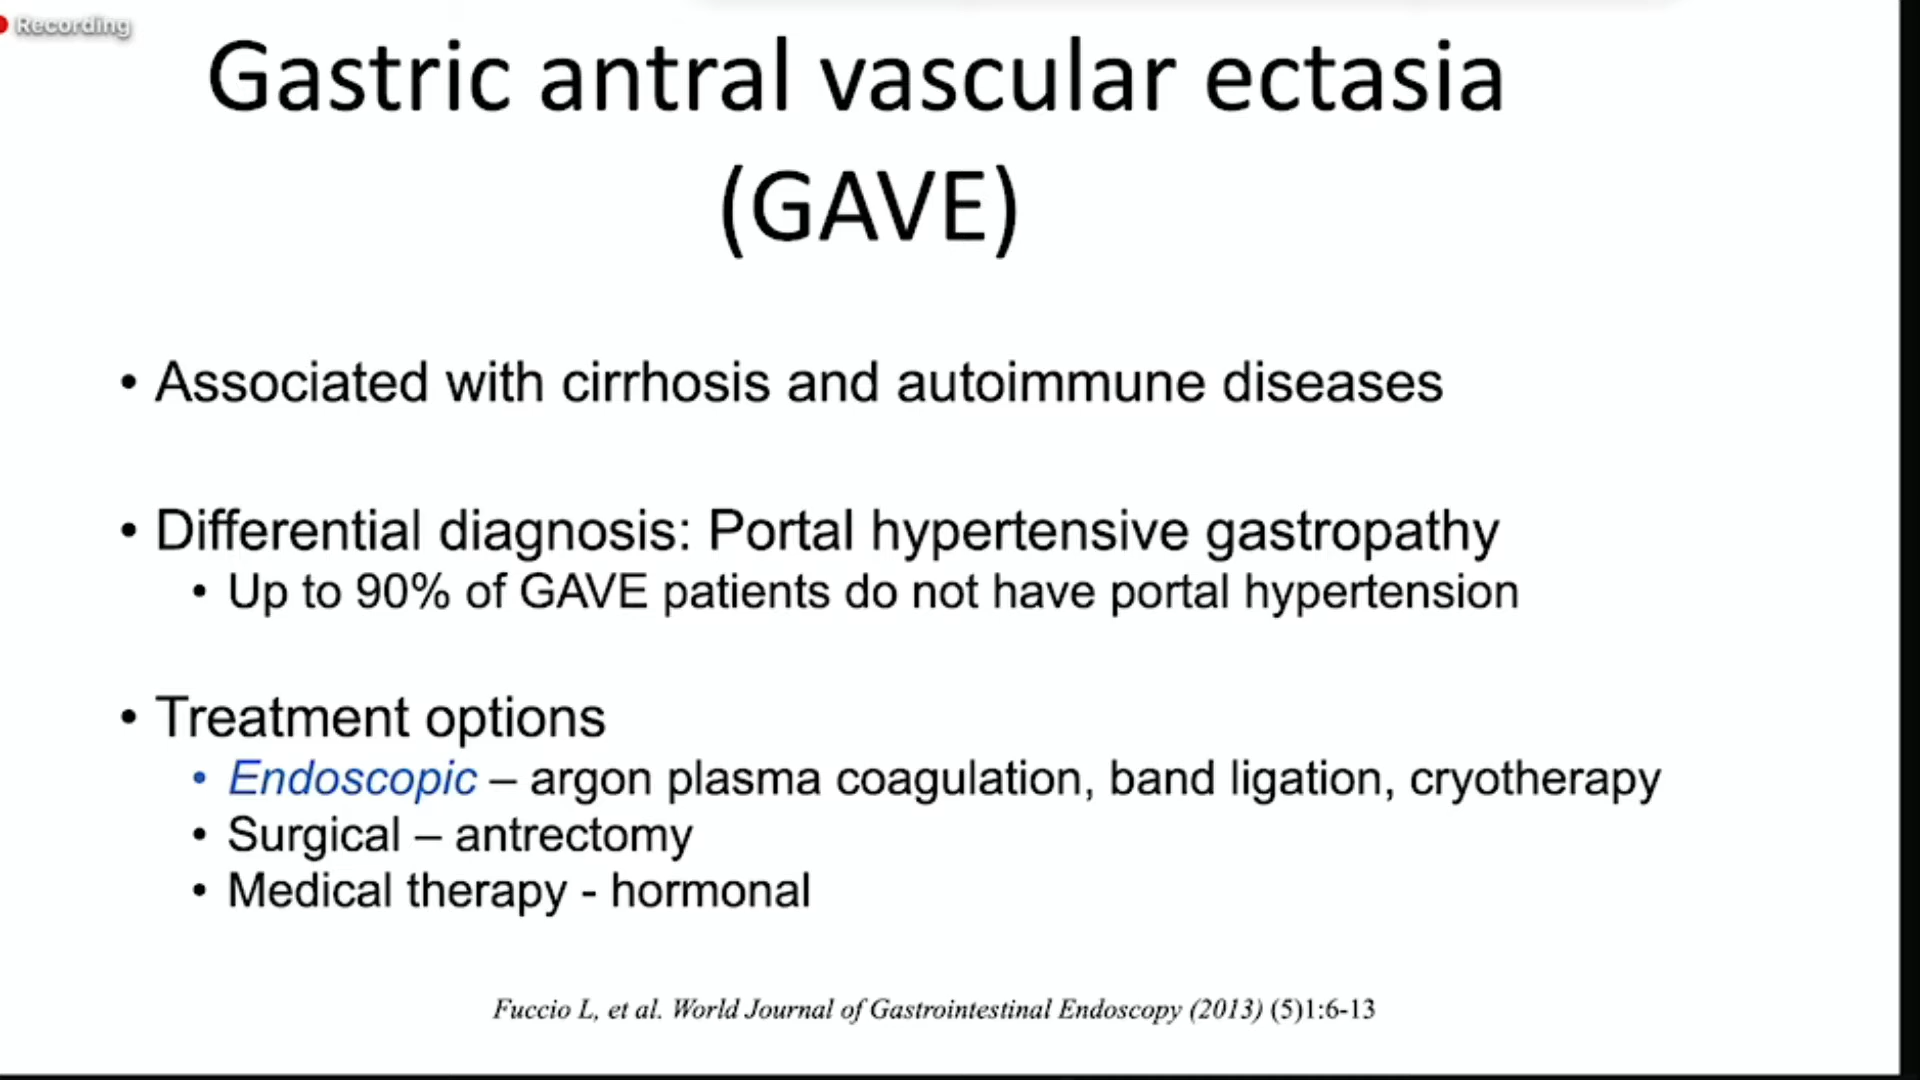 Recording
Gastric antral vascular ectasia
(GAVE)
• Associated with cirrhosis and autoimmune diseases
• Differential diagnosis: Portal hypertensive gastropathy
• Up to 90% of GAVE patients do not have portal hypertension
• Treatment options
• Endoscopic – argon plasma coagulation, band ligation, cryotherapy
• Surgical – antrectomy
• Medical therapy - hormonal
Fuccio L, et al. World Journal of Gastrointestinal Endoscopy (2013) (5)1:6-13